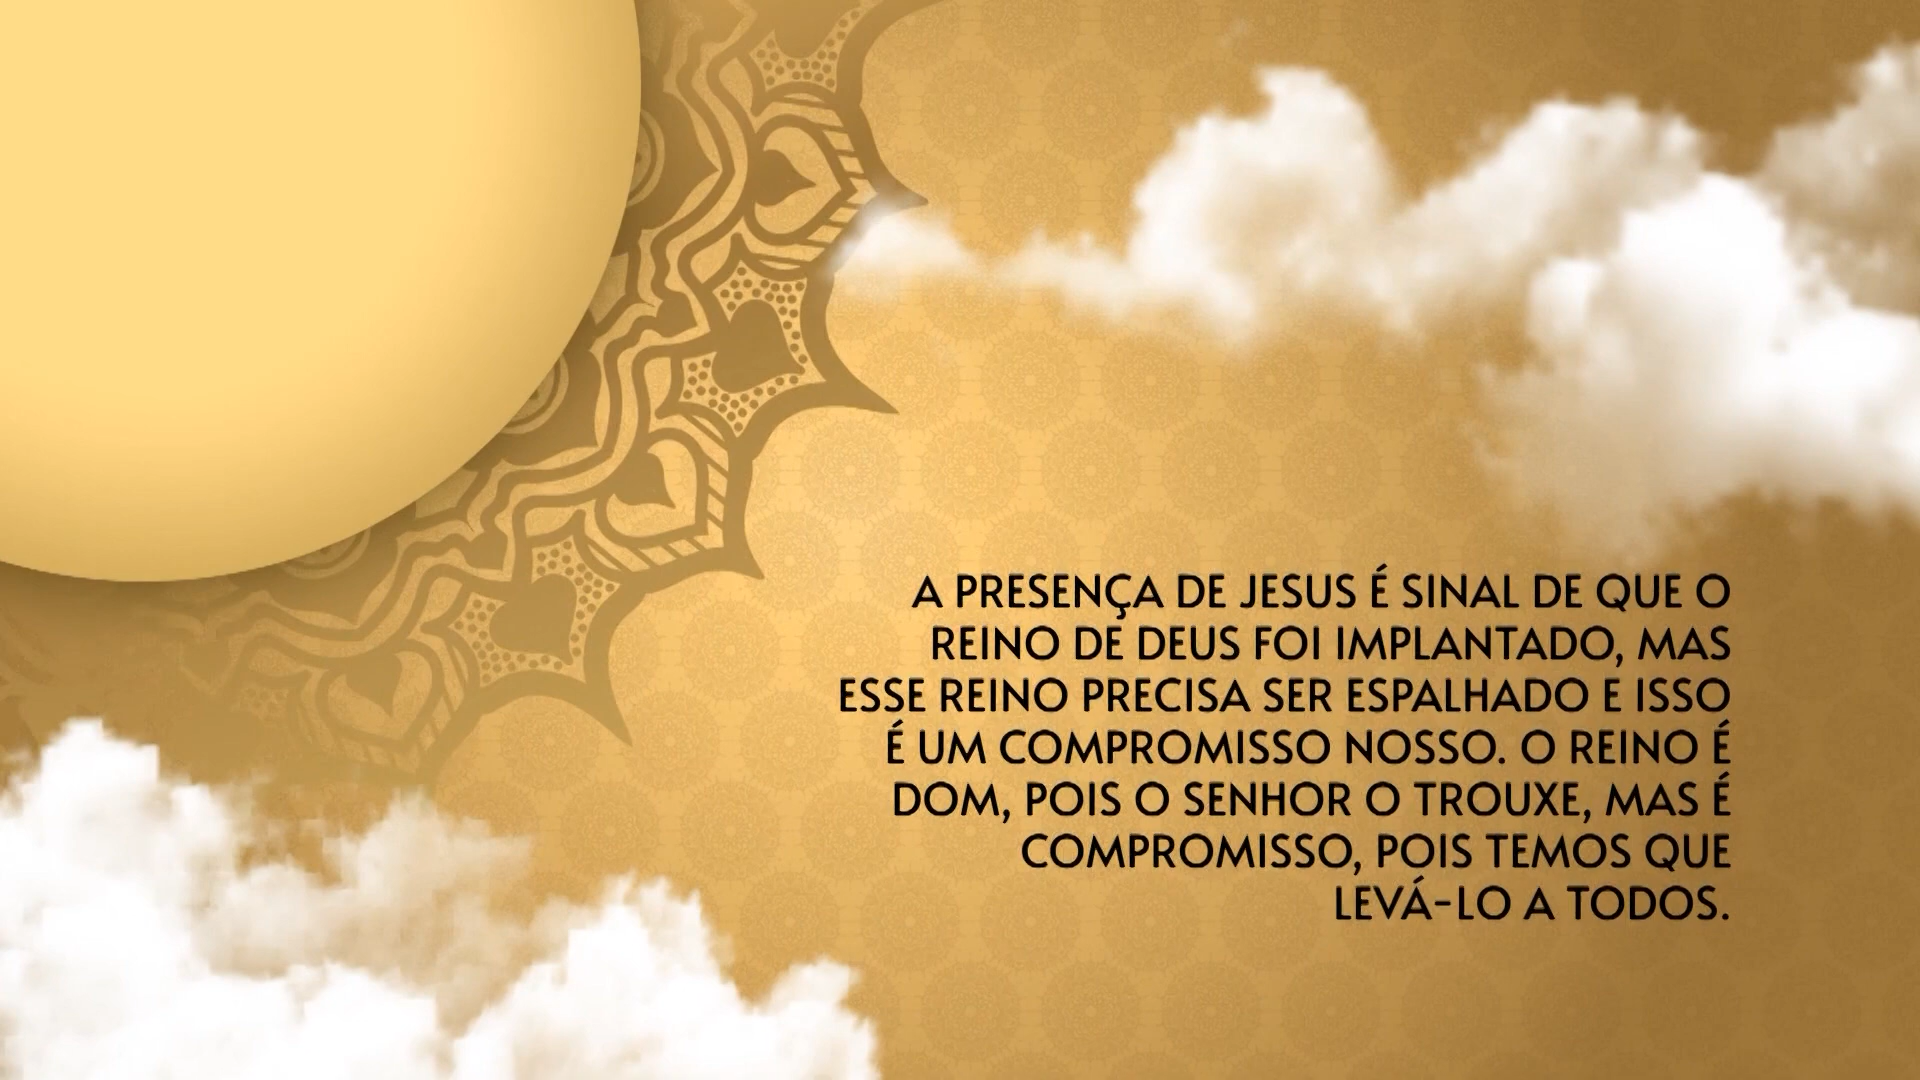 A PRESENÇA DE JESUS É SINAL DE QUE O
REINO DE DEUS FOI IMPLANTADO, MAS
ESSE REINO PRECISA SER ESPALHADO E ISSO
É UM COMPROMISSO NOSSO. O REINO É
DOM, POIS O SENHOR O TROUXE, MAS É
COMPROMISSO, POIS TEMOS QUE
LEVÁ-LO A TODOS.